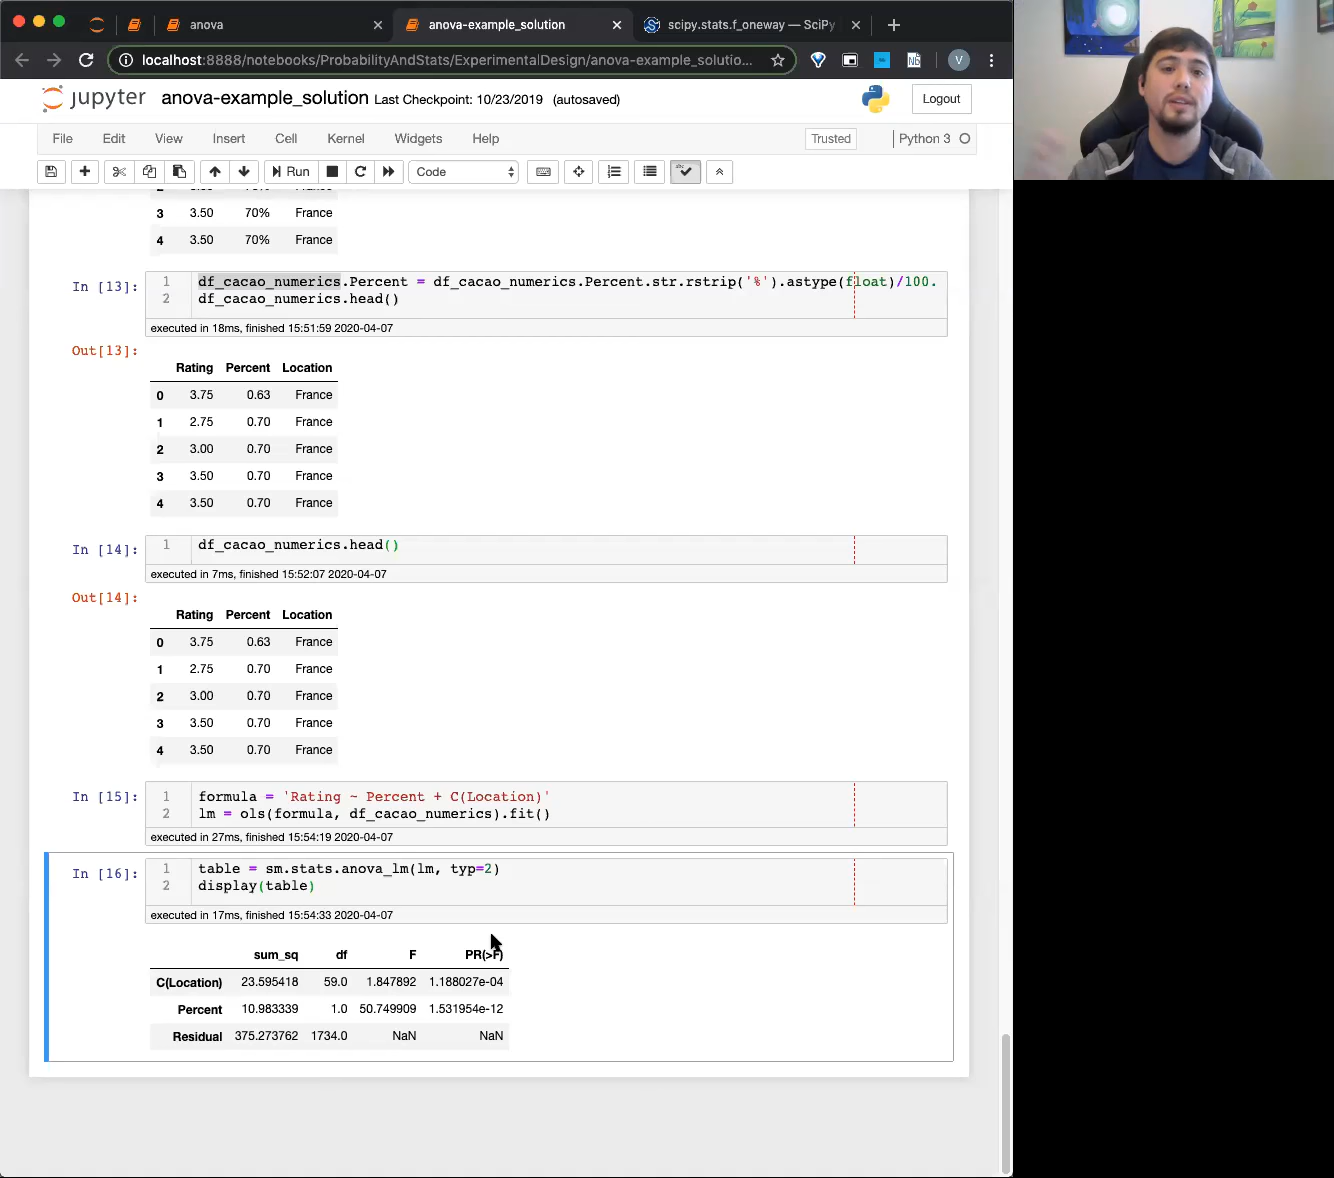 anova
anova-example_solution
scipy.stats.f_oneway — SciPy
localhost:8888/notebooks/ProbabilityAndStats/ExperimentalDesign/anova-example_solutio...
V
jupyter anova-example_solution Last Checkpoint: 10/23/2019 (autosaved)
Logout
File Edit View Insert Cell Kernel Widgets Help
Trusted
Python 3
Run
Code
3 3.50 70% France
4 3.50 70% France
In [13]:
1 df_cacao_numerics.Percent = df_cacao_numerics.Percent.str.rstrip('%').astype(float)/100.
2 df_cacao_numerics.head()
executed in 18ms, finished 15:51:59 2020-04-07
Out[13]:
Rating Percent Location
0 3.75 0.63 France
1 2.75 0.70 France
2 3.00 0.70 France
3 3.50 0.70 France
4 3.50 0.70 France
In [14]:
1 df_cacao_numerics.head()
executed in 7ms, finished 15:52:07 2020-04-07
Out[14]:
Rating Percent Location
0 3.75 0.63 France
1 2.75 0.70 France
2 3.00 0.70 France
3 3.50 0.70 France
4 3.50 0.70 France
In [15]:
1 formula = 'Rating ~ Percent + C(Location)'
2 lm = ols(formula, df_cacao_numerics).fit()
executed in 27ms, finished 15:54:19 2020-04-07
In [16]:
1 table = sm.stats.anova_lm(lm, typ=2)
2 display(table)
executed in 17ms, finished 15:54:33 2020-04-07
sum_sq df F PR(>F)
C(Location) 23.595418 59.0 1.847892 1.188027e-04
Percent 10.983339 1.0 50.749909 1.531954e-12
Residual 375.273762 1734.0 NaN NaN